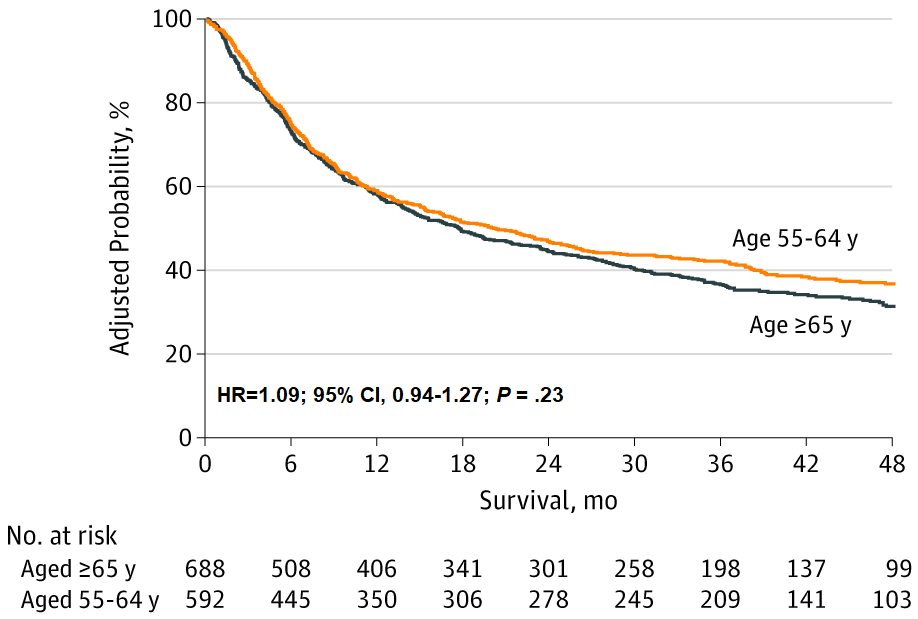 100
80
60
40
20
0
Adjusted Probability, %
Age 55-64 y
Age ≥65 y
HR=1.09; 95% CI, 0.94-1.27; P = .23
0 6 12 18 24 30 36 42 48
Survival, mo
No. at risk
Aged ≥65 y 688 508 406 341 301 258 198 137 99
Aged 55-64 y 592 445 350 306 278 245 209 141 103